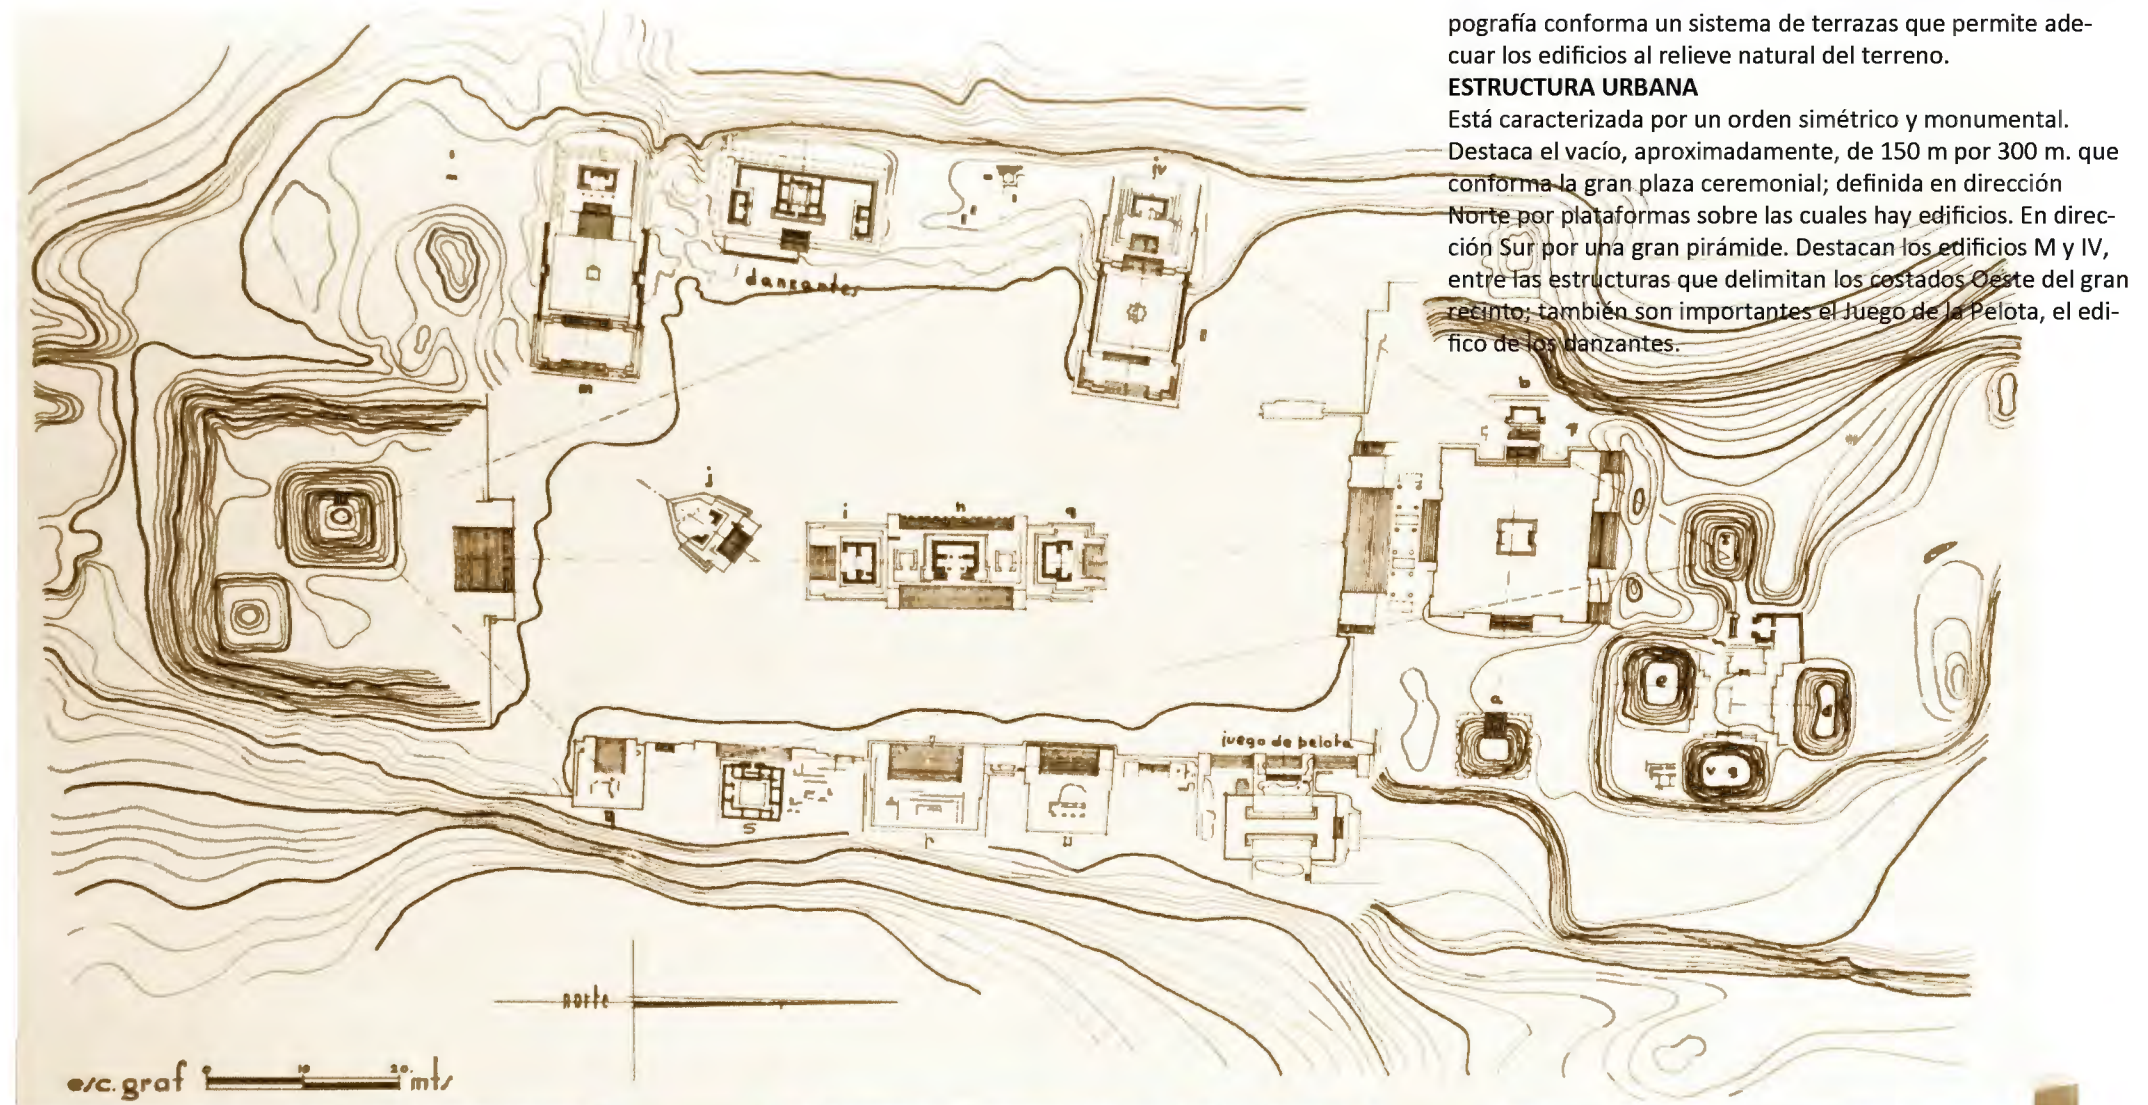 pografía conforma un sistema de terrazas que permite ade-
cuar los edificios al relieve natural del terreno.
ESTRUCTURA URBANA
Está caracterizada por un orden simétrico y monumental.
Destaca el vacío, aproximadamente, de 150 m por 300 m. que
conforma la gran plaza ceremonial; definida en dirección
Norte por plataformas sobre las cuales hay edificios. En direc-
ción Sur por una gran pirámide. Destacan los edificios M y IV,
entre las estructuras que delimitan los costados Oeste del gran
recinto; también son importantes el Juego de la Pelota, el edi-
fico de los danzantes.
iv
danzantes
m
b
j
i
h
e
d
a
v g
juego de pelota
q
s
r
u
norte
esc. graf 0 10 20 mts